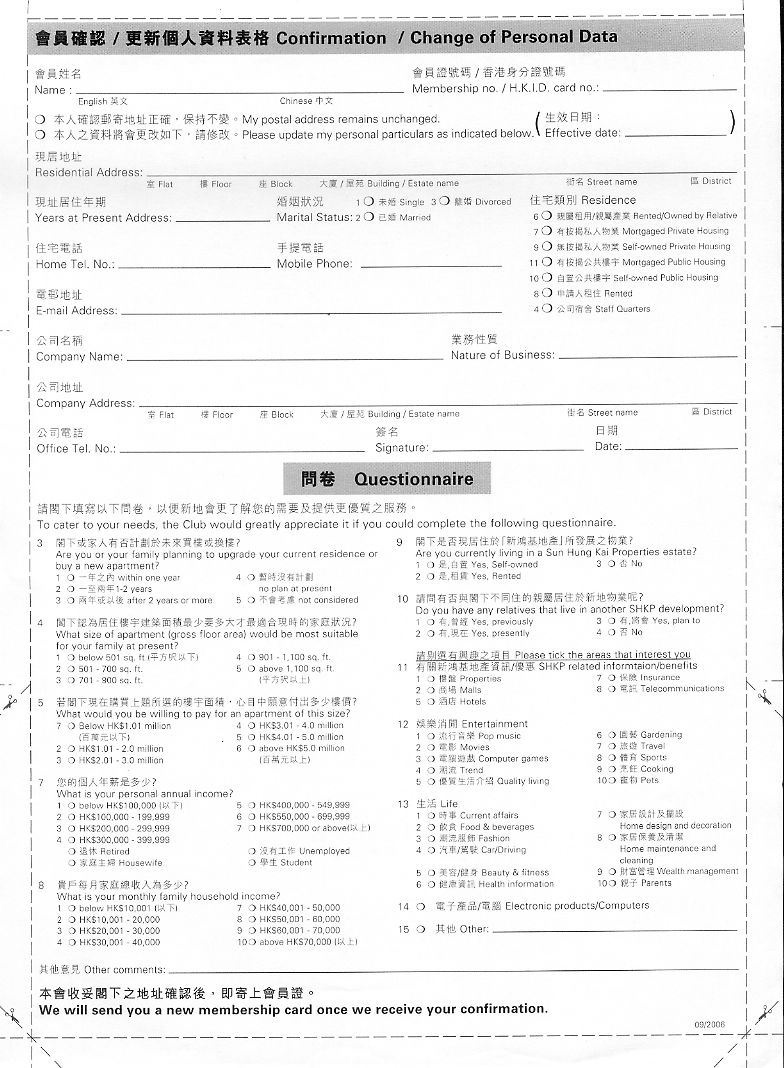 會員確認 / 更新個人資料表格 Confirmation / Change of Personal Data
會員姓名
Name :
English 英文 Chinese 中文
會員證號碼 / 香港身分證號碼
Membership no. / H.K.I.D. card no.:
本人確認郵寄地址正確，保持不變。My postal address remains unchanged.
本人之資料將會更改如下，請修改。Please update my personal particulars as indicated below.
( 生效日期：
Effective date: )
現居地址
Residential Address:
室 Flat 樓 Floor 座 Block 大廈 / 屋苑 Building / Estate name 街名 Street name 區 District
現址居住年期
Years at Present Address:
婚姻狀況 1 未婚 Single 3 離婚 Divorced
Marital Status: 2 已婚 Married
住宅類別 Residence
6 親屬租用/親屬產業 Rented/Owned by Relative
7 有按揭私人物業 Mortgaged Private Housing
9 無按揭私人物業 Self-owned Private Housing
11 有按揭公共樓宇 Mortgaged Public Housing
10 自置公共樓宇 Self-owned Public Housing
8 申請人租住 Rented
4 公司宿舍 Staff Quarters
住宅電話
Home Tel. No.:
手提電話
Mobile Phone:
電郵地址
E-mail Address:
公司名稱
Company Name:
業務性質
Nature of Business:
公司地址
Company Address:
室 Flat 樓 Floor 座 Block 大廈 / 屋苑 Building / Estate name 街名 Street name 區 District
公司電話
Office Tel. No.:
簽名
Signature:
日期
Date:
問卷 Questionnaire
請閣下填寫以下問卷，以便新地會更了解您的需要及提供更優質之服務。
To cater to your needs, the Club would greatly appreciate it if you could complete the following questionnaire.
3 閣下或家人有否計劃於未來買樓或換樓?
Are you or your family planning to upgrade your current residence or
buy a new apartment?
1 一年之內 within one year 4 暫時沒有計劃
2 一至兩年1-2 years no plan at present
3 兩年或以後 after 2 years or more 5 不會考慮 not considered
4 閣下認為居住樓宇建築面積最少要多大才最適合現時的家庭狀況?
What size of apartment (gross floor area) would be most suitable
for your family at present?
1 below 501 sq. ft (平方呎以下) 4 901 - 1,100 sq. ft.
2 501 - 700 sq. ft. 5 above 1,100 sq. ft.
3 701 - 900 sq. ft. (平方呎以上)
5 若閣下現在購買上題所選的樓宇面積，心目中願意付出多少樓價?
What would you be willing to pay for an apartment of this size?
7 Below HK$1.01 million 4 HK$3.01 - 4.0 million
(百萬元以下) 5 HK$4.01 - 5.0 million
2 HK$1.01 - 2.0 million 6 above HK$5.0 million
3 HK$2.01 - 3.0 million (百萬元以上)
7 您的個人年薪是多少?
What is your personal annual income?
1 below HK$100,000 (以下) 5 HK$400,000 - 549,999
2 HK$100,000 - 199,999 6 HK$550,000 - 699,999
3 HK$200,000 - 299,999 7 HK$700,000 or above(以上)
4 HK$300,000 - 399,999
退休 Retired 沒有工作 Unemployed
家庭主婦 Housewife 學生 Student
8 貴戶每月家庭總收入為多少?
What is your monthly family household income?
1 below HK$10,001 (以下) 7 HK$40,001 - 50,000
2 HK$10,001 - 20,000 8 HK$50,001 - 60,000
3 HK$20,001 - 30,000 9 HK$60,001 - 70,000
4 HK$30,001 - 40,000 10 above HK$70,000 (以上)
9 閣下是否現居住於「新鴻基地產」所發展之物業?
Are you currently living in a Sun Hung Kai Properties estate?
1 是,自置 Yes, Self-owned 3 否 No
2 是,租賃 Yes, Rented
10 請問有否與閣下不同住的親屬居住於新地物業呢?
Do you have any relatives that live in another SHKP development?
1 有,曾經 Yes, previously 3 有,將會 Yes, plan to
2 有,現在 Yes, presently 4 否 No
請剔選有興趣之項目 Please tick the areas that interest you
11 有關新鴻基地產資訊/優惠 SHKP related informtaion/benefits
1 樓盤 Properties 7 保險 Insurance
2 商場 Malls 8 電訊 Telecommunications
5 酒店 Hotels
12 娛樂消閒 Entertainment
1 流行音樂 Pop music 6 園藝 Gardening
2 電影 Movies 7 旅遊 Travel
3 電腦遊戲 Computer games 8 體育 Sports
4 潮流 Trend 9 烹飪 Cooking
5 優質生活介紹 Quality living 10 寵物 Pets
13 生活 Life
1 時事 Current affairs 7 家居設計及擺設
2 飲食 Food & beverages Home design and decoration
3 潮流服飾 Fashion 8 家居保養及清潔
4 汽車/駕駛 Car/Driving Home maintenance and
cleaning
5 美容/健身 Beauty & fitness 9 財富管理 Wealth management
6 健康資訊 Health information 10 親子 Parents
14 電子產品/電腦 Electronic products/Computers
15 其他 Other:
其他意見 Other comments:
本會收妥閣下之地址確認後，即寄上會員證。
We will send you a new membership card once we receive your confirmation.
09/2006